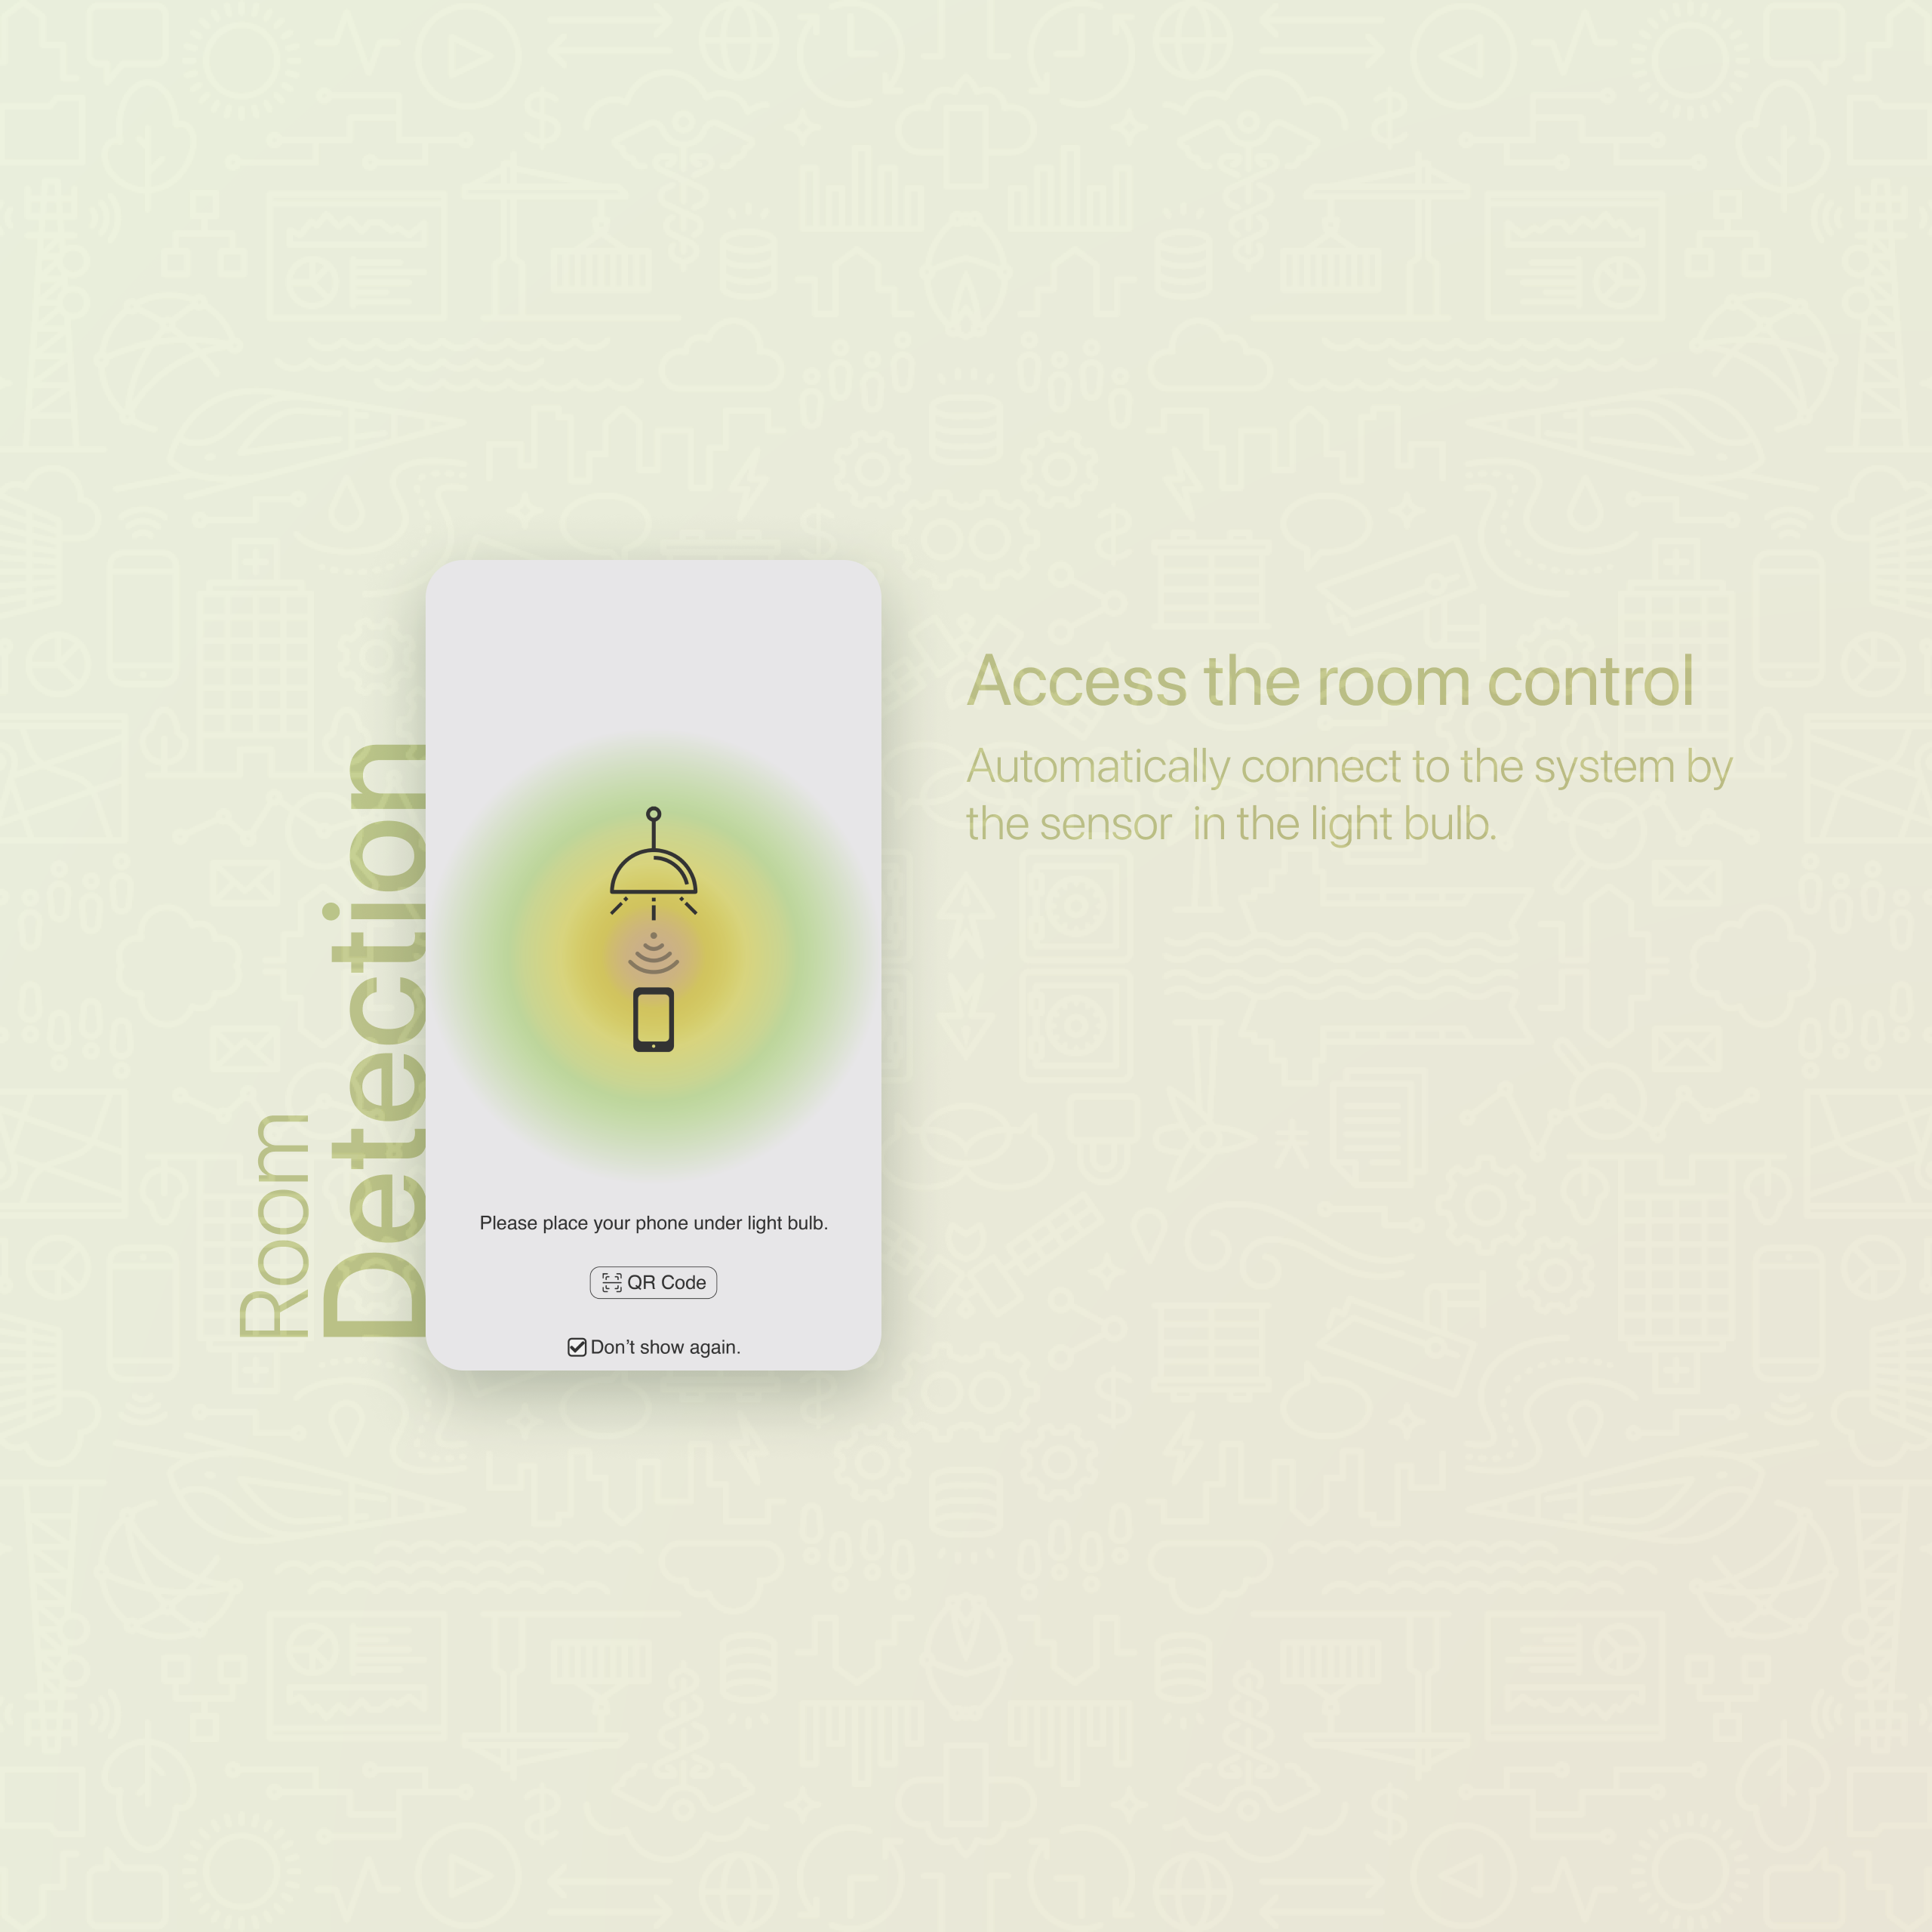 Room
Detection
Please place your phone under light bulb.
QR Code
Don’t show again.
Access the room control
Automatically connect to the system by
the sensor  in the light bulb.